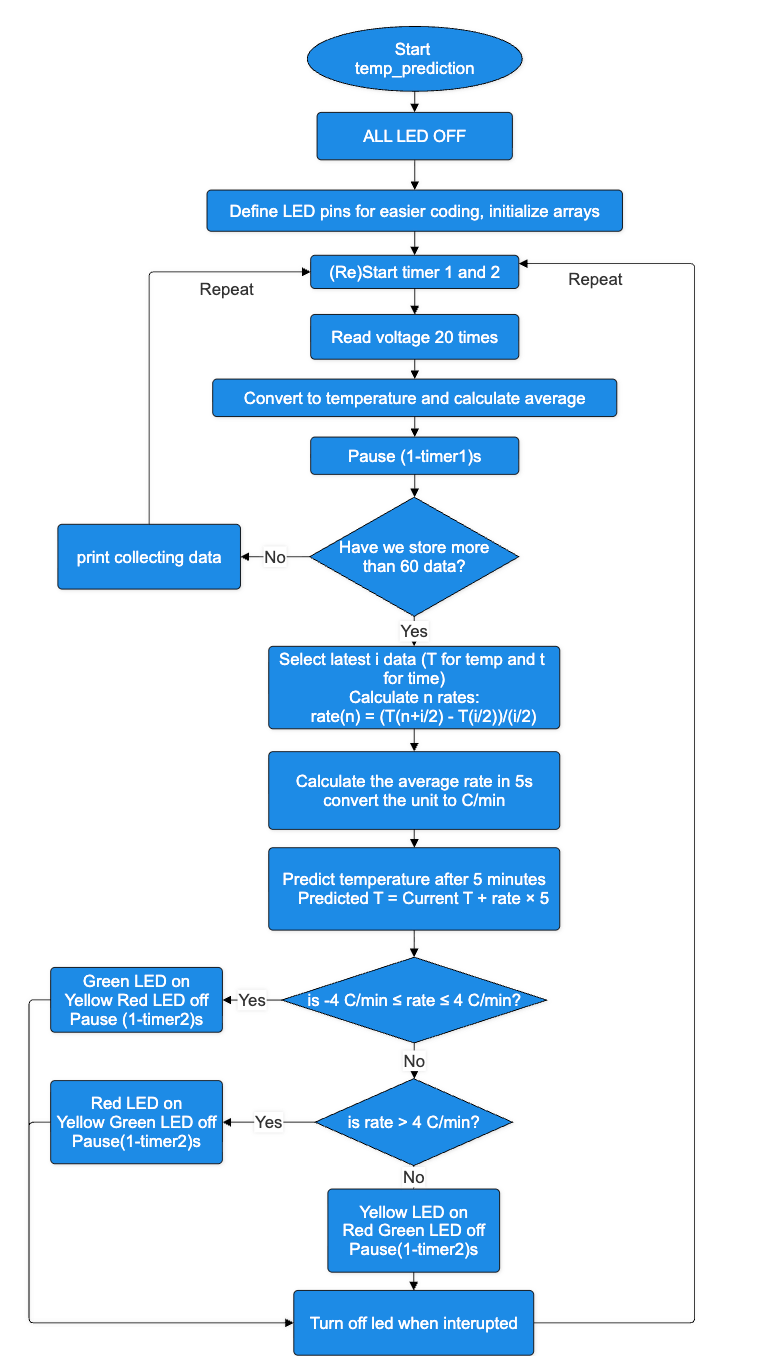 Start
temp_prediction
ALL LED OFF
Define LED pins for easier coding, initialize arrays
(Re)Start timer 1 and 2
Repeat
Repeat
Read voltage 20 times
Convert to temperature and calculate average
Pause (1-timer1)s
Have we store more
than 60 data?
No
print collecting data
Yes
Select latest i data (T for temp and t
for time)
Calculate n rates:
rate(n) = (T(n+i/2) - T(i/2))/(i/2)
Calculate the average rate in 5s
convert the unit to C/min
Predict temperature after 5 minutes
Predicted T = Current T + rate × 5
is -4 C/min ≤ rate ≤ 4 C/min?
Yes
Green LED on
Yellow Red LED off
Pause (1-timer2)s
No
is rate > 4 C/min?
Yes
Red LED on
Yellow Green LED off
Pause(1-timer2)s
No
Yellow LED on
Red Green LED off
Pause(1-timer2)s
Turn off led when interupted